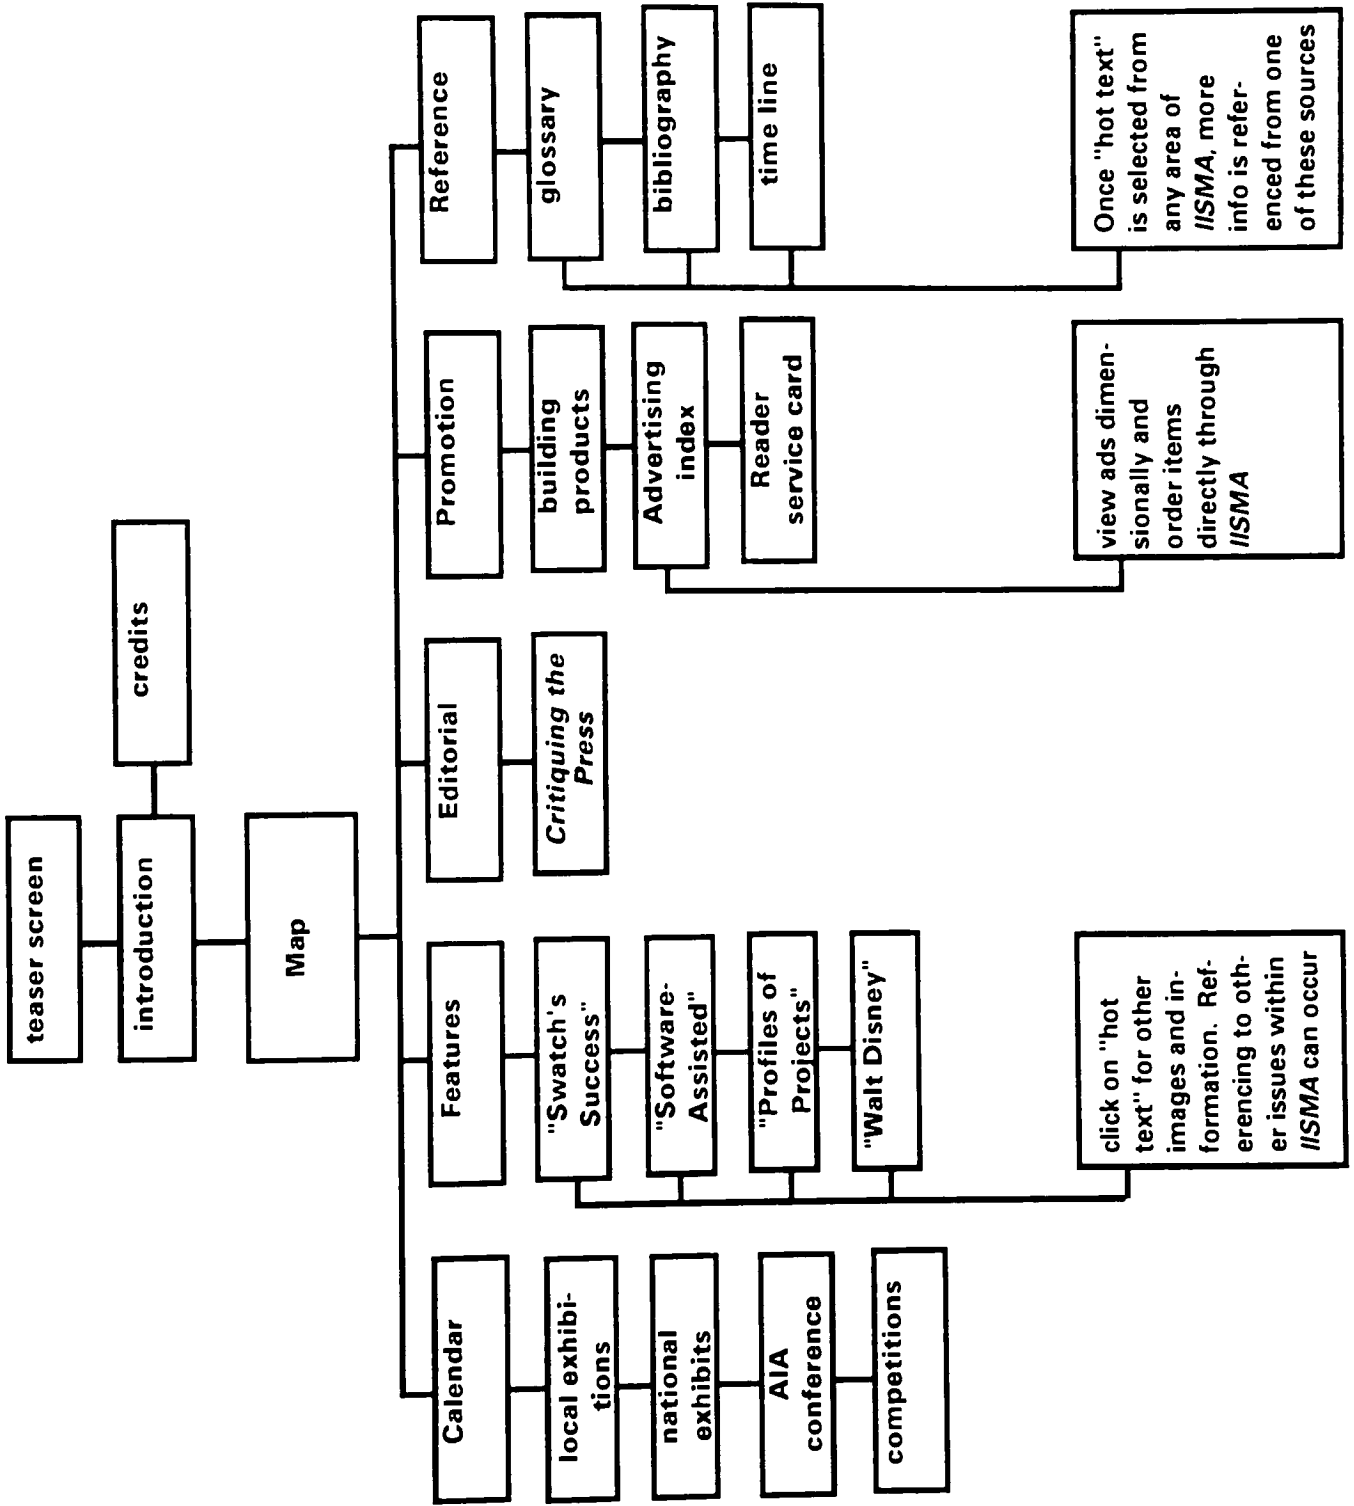 teaser screen
introduction
credits
Map
Calendar
local exhibi-
tions
national
exhibits
AIA
conference
competitions
Features
"Swatch's
Success"
"Software-
Assisted"
"Profiles of
Projects"
"Walt Disney"
click on "hot
text" for other
images and in-
formation. Ref-
erencing to oth-
er issues within
IISMA can occur
Editorial
Critiquing the
Press
Promotion
building
products
Advertising
index
Reader
service card
view ads dimen-
sionally and
order items
directly through
IISMA
Reference
glossary
bibliography
time line
Once "hot text"
is selected from
any area of
IISMA, more
info is refer-
enced from one
of these sources